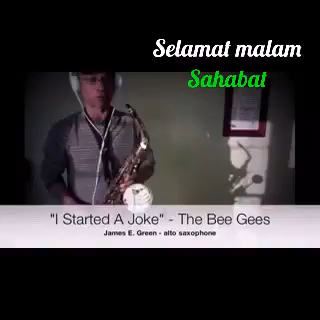 Selamat malam
Sahabat
"I Started A Joke" - The Bee Gees
James E. Green - alto saxophone